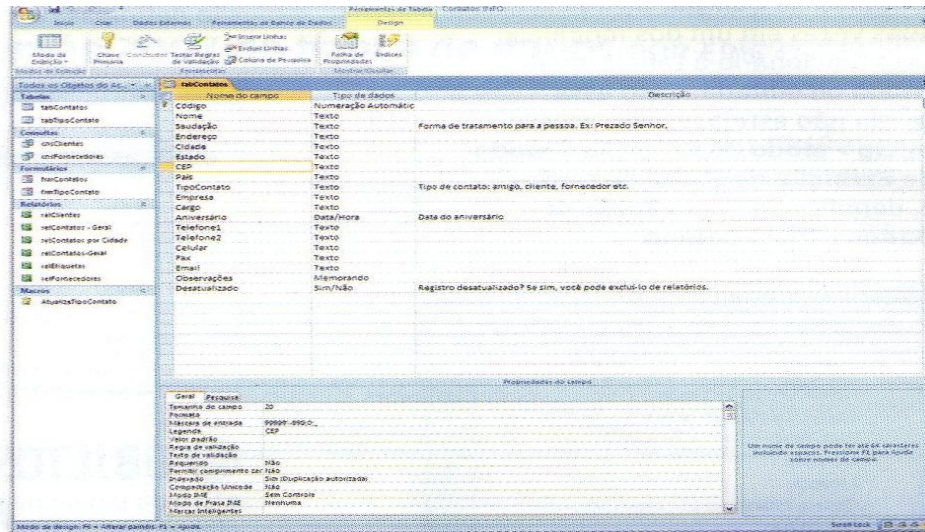 Ferramentas de Tabela Contatos INFO
Início Criar Dados Externos Ferramentas de Banco de Dados Design
Modo de Exibição
Chave Primária
Construtor
Testar Regras de Validação
Inserir Linhas
Excluir Linhas
Coluna de Pesquisa
Folha de Propriedades
Índices
Modos de Exibição Ferramentas Mostrar/Ocultar
Todos os Objetos do Ac...
Tabelas
tabContatos
tabTipoContato
Consultas
cnsClientes
cnsFornecedores
Formulários
frmContatos
frmTipoContato
Relatórios
relClientes
relContatos - Geral
relContatos por Cidade
relContatos-Geral
relEtiquetas
relFornecedores
Macros
AtualizaTipoContato
tabContatos
Nome do campo Tipo de dados Descrição
Código Numeração Automátic
Nome Texto
Saudação Texto Forma de tratamento para a pessoa. Ex: Prezado Senhor.
Endereço Texto
Cidade Texto
Estado Texto
CEP Texto
País Texto
TipoContato Texto Tipo de contato: amigo, cliente, fornecedor etc.
Empresa Texto
Cargo Texto
Aniversário Data/Hora Data do aniversário
Telefone1 Texto
Telefone2 Texto
Celular Texto
Fax Texto
Email Texto
Observações Memorando
Desatualizado Sim/Não Registro desatualizado? Se sim, você pode excluí-lo de relatórios.
Propriedades do campo
Geral Pesquisa
Tamanho do campo 20
Formato
Máscara de entrada
Legenda CEP
Valor padrão
Regra de validação
Texto de validação
Requerido Não
Permitir comprimento zer Não
Indexado Sim (Duplicação autorizada)
Compactação Unicode Não
Modo IME Sem Controle
Modo de Frase IME Nenhuma
Marcas Inteligentes
Um nome de campo pode ter até 64 caracteres
incluindo espaços. Pressione F1 para ajuda
sobre nomes de campo.
Modo de design. F6 = Alterar painéis. F1 = Ajuda. Scroll Lock